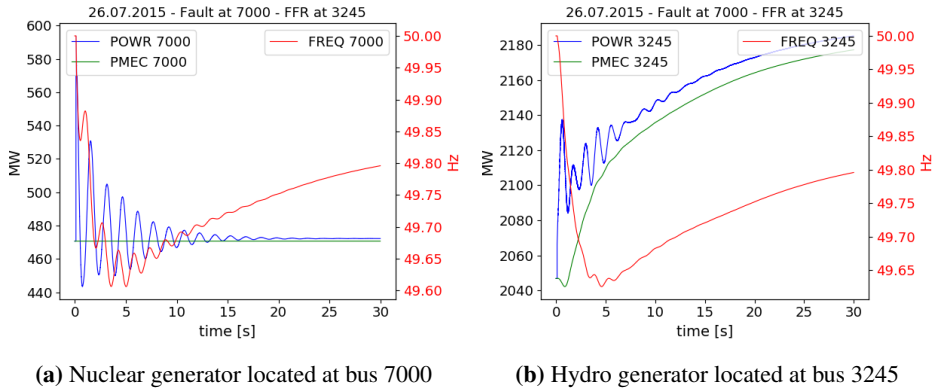 26.07.2015 - Fault at 7000 - FFR at 3245
POWR 7000
PMEC 7000
FREQ 7000
600
580
560
540
520
500
480
460
440
MW
50.00
49.95
49.90
49.85
49.80
49.75
49.70
49.65
49.60
Hz
0 5 10 15 20 25 30
time [s]
(a) Nuclear generator located at bus 7000
26.07.2015 - Fault at 7000 - FFR at 3245
POWR 3245
PMEC 3245
FREQ 3245
2180
2160
2140
2120
2100
2080
2060
2040
MW
50.00
49.95
49.90
49.85
49.80
49.75
49.70
49.65
Hz
0 5 10 15 20 25 30
time [s]
(b) Hydro generator located at bus 3245